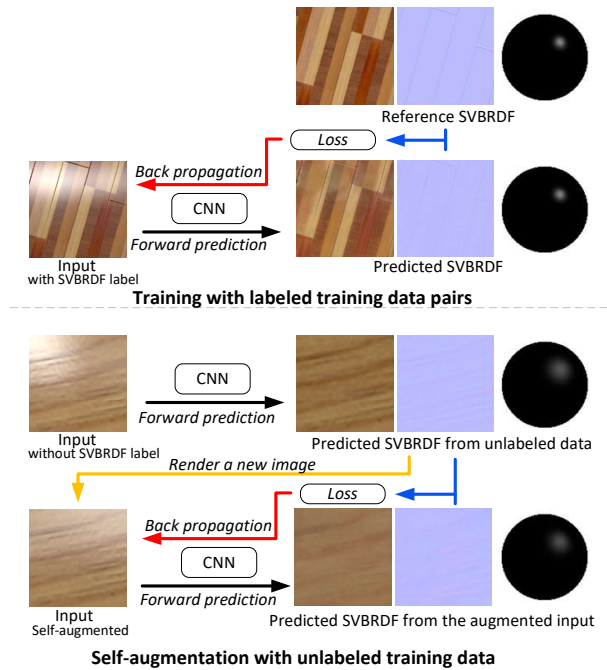 Reference SVBRDF
Loss
Back propagation
CNN
Forward prediction
Input
with SVBRDF label
Predicted SVBRDF
Training with labeled training data pairs
CNN
Forward prediction
Input
without SVBRDF label
Predicted SVBRDF from unlabeled data
Render a new image
Loss
Back propagation
CNN
Forward prediction
Input
Self-augmented
Predicted SVBRDF from the augmented input
Self-augmentation with unlabeled training data